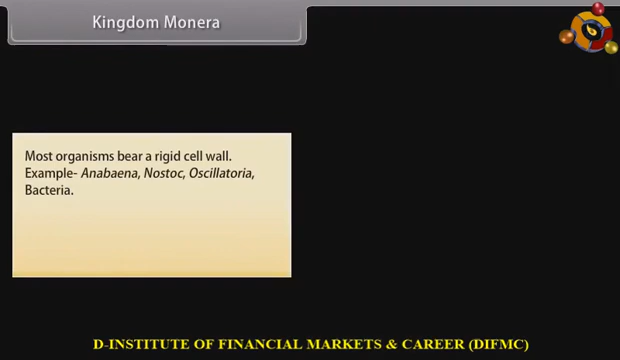 Kingdom Monera
Most organisms bear a rigid cell wall.
Example- Anabaena, Nostoc, Oscillatoria,
Bacteria.
D-INSTITUTE OF FINANCIAL MARKETS & CAREER (DIFMC)